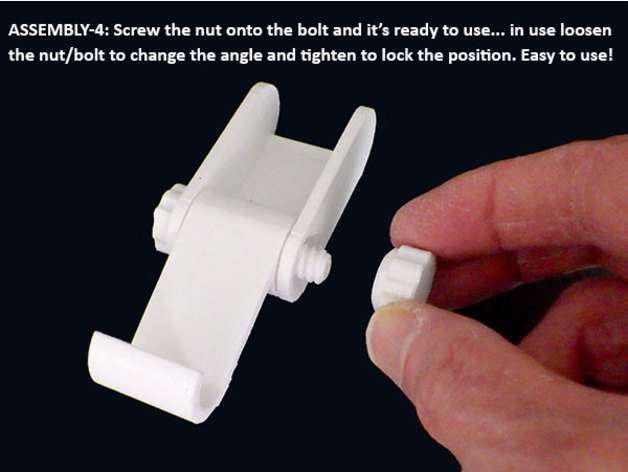 ASSEMBLY-4: Screw the nut onto the bolt and it's ready to use... in use loosen
the nut/bolt to change the angle and tighten to lock the position. Easy to use!